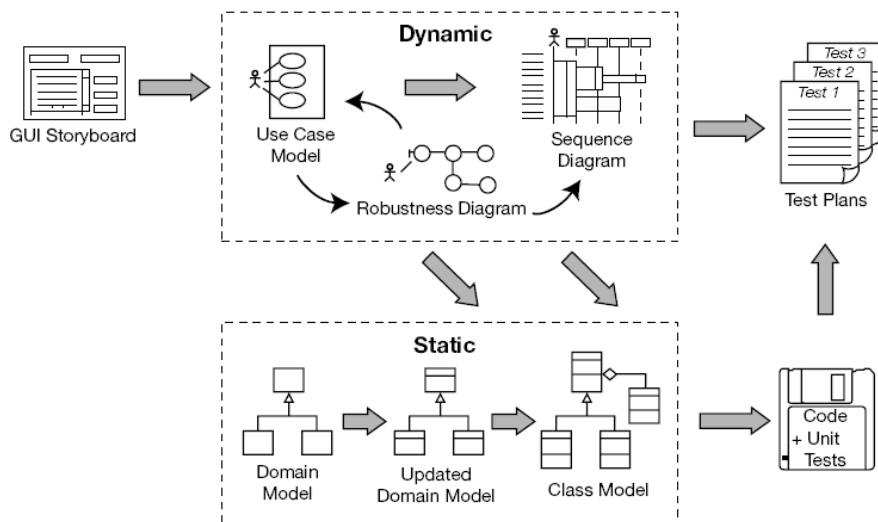 Dynamic
GUI Storyboard
Use Case
Model
Robustness Diagram
Sequence
Diagram
Test 3
Test 2
Test 1
Test Plans
Static
Domain
Model
Updated
Domain Model
Class Model
Code
+ Unit
Tests